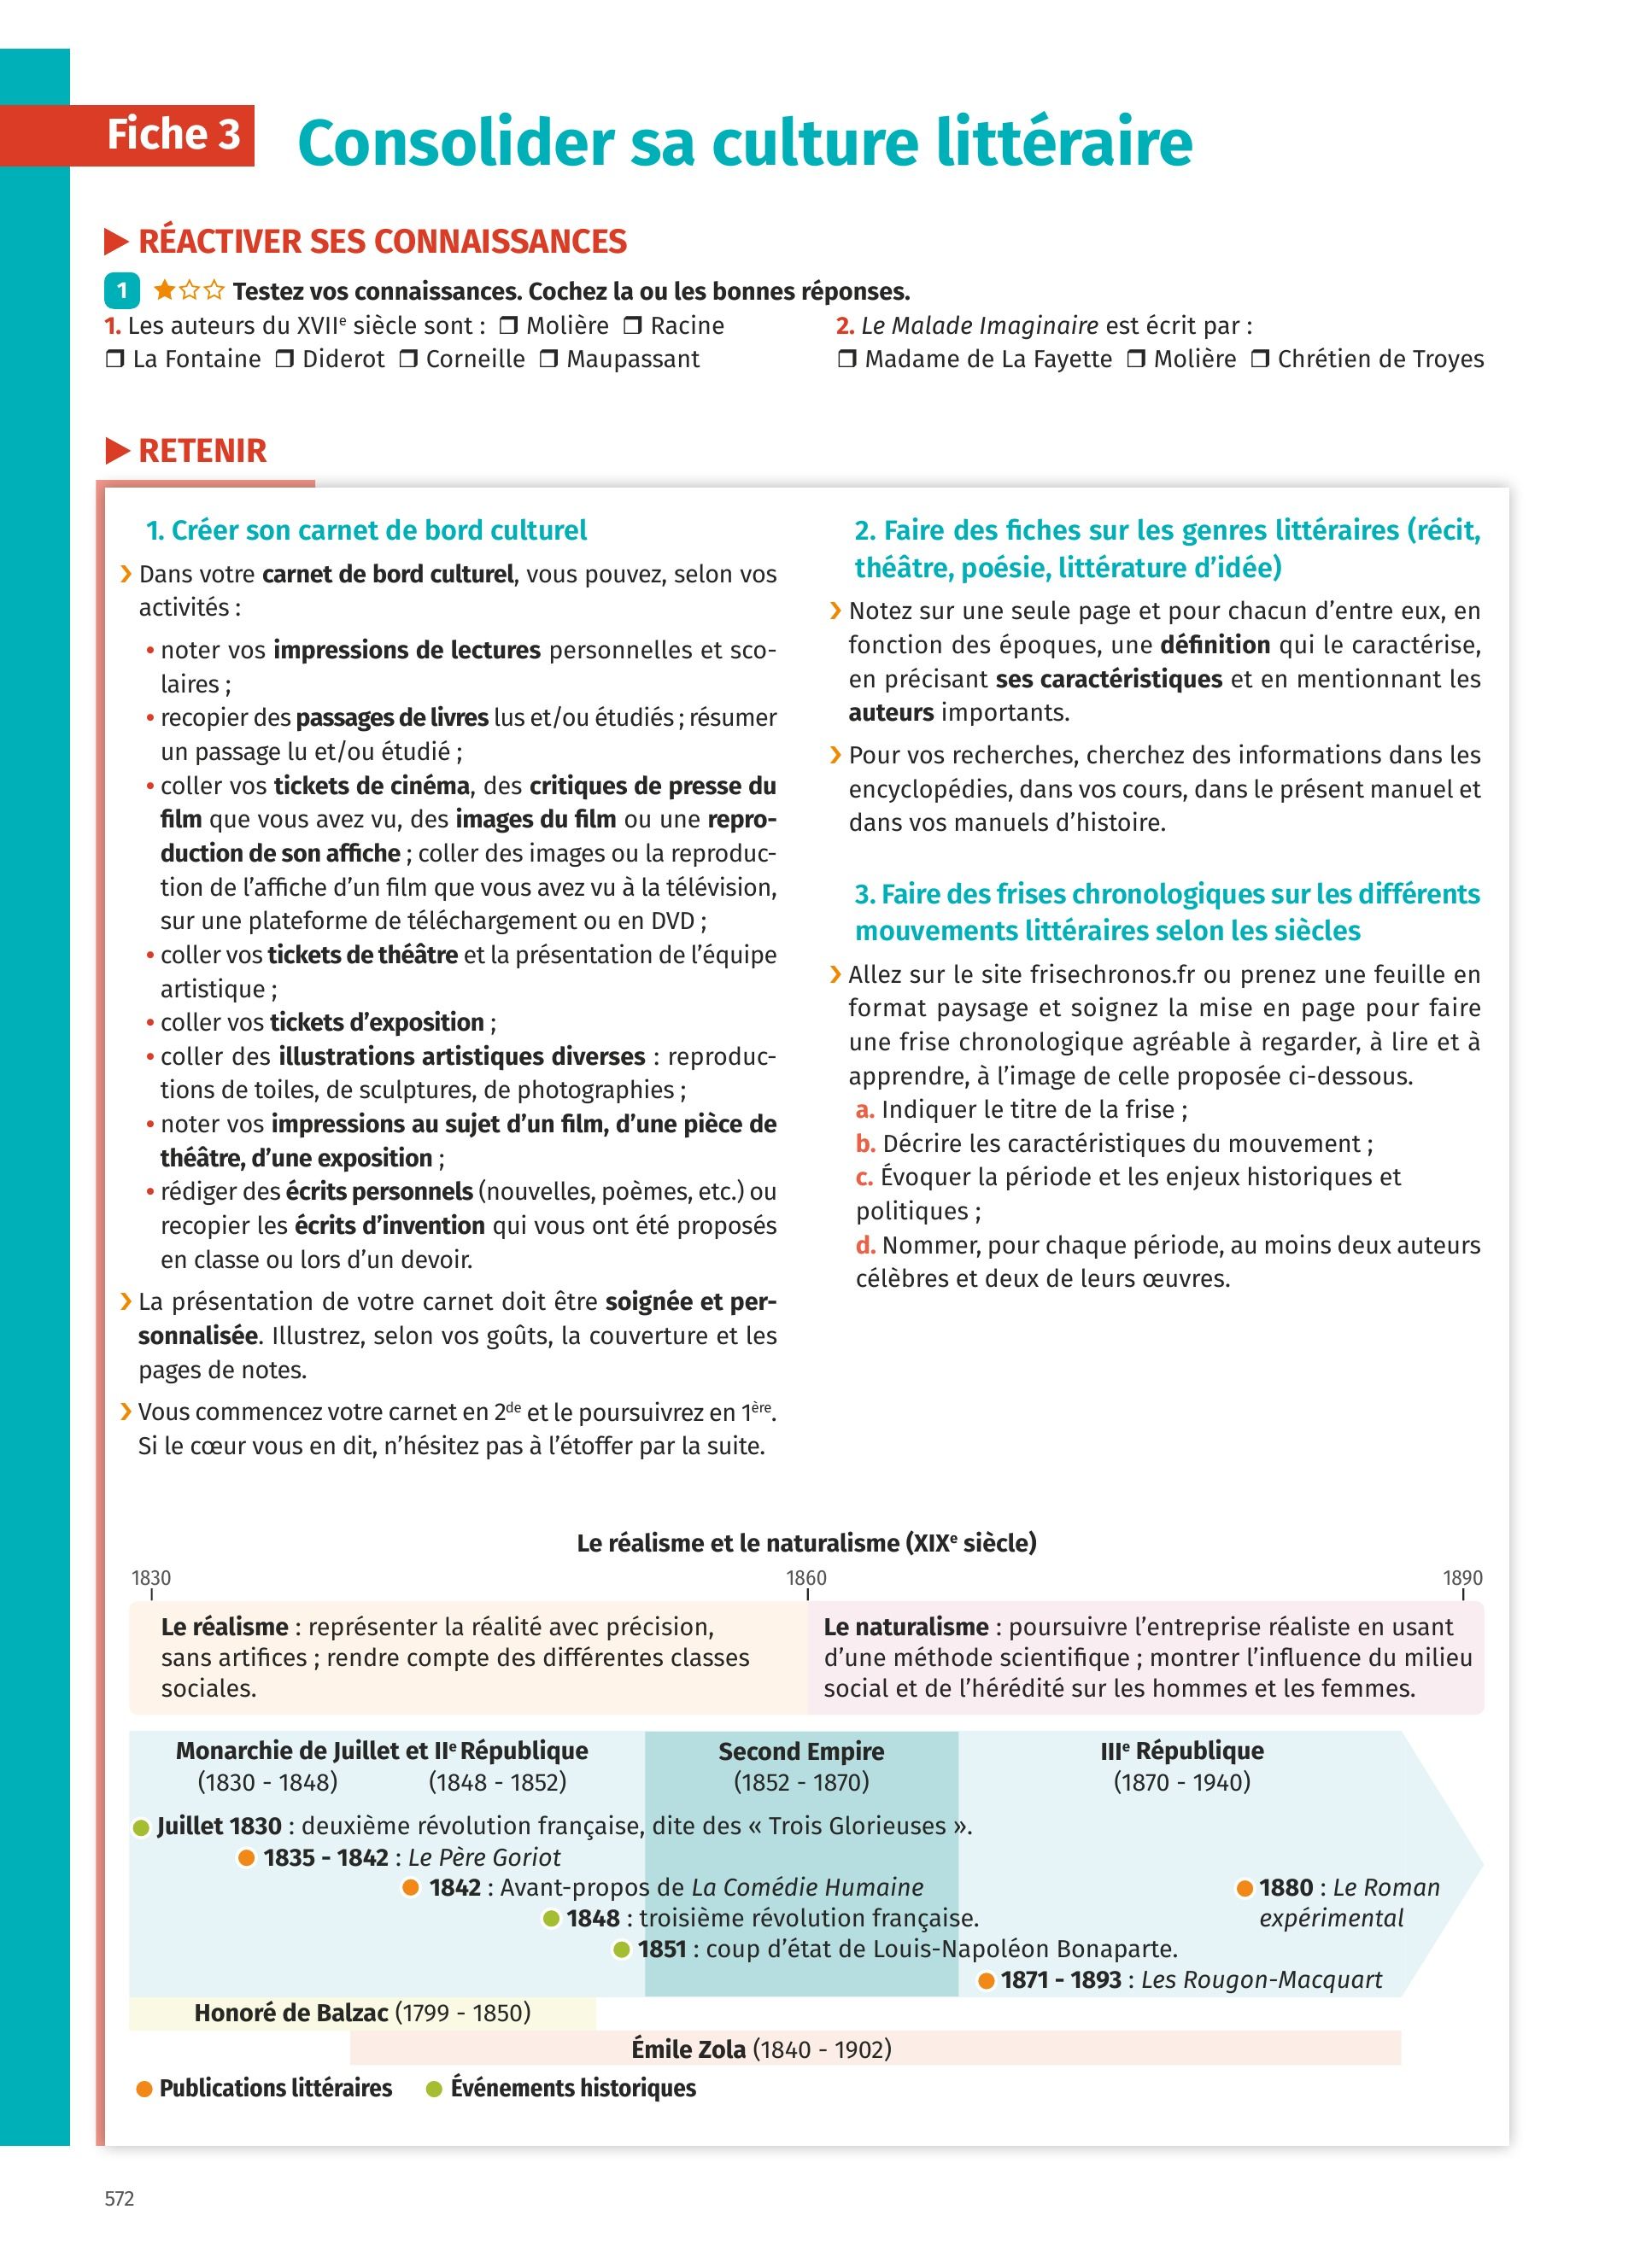 Fiche 3
Consolider sa culture littéraire
RÉACTIVER SES CONNAISSANCES
1 Testez vos connaissances. Cochez la ou les bonnes réponses.
1. Les auteurs du XVIIe siècle sont : ❒ Molière ❒ Racine
❒ La Fontaine ❒ Diderot ❒ Corneille ❒ Maupassant
2. Le Malade Imaginaire est écrit par :
❒ Madame de La Fayette ❒ Molière ❒ Chrétien de Troyes
RETENIR
1. Créer son carnet de bord culturel
Dans votre carnet de bord culturel, vous pouvez, selon vos
activités :
• noter vos impressions de lectures personnelles et sco-
laires ;
• recopier des passages de livres lus et/ou étudiés ; résumer
un passage lu et/ou étudié ;
• coller vos tickets de cinéma, des critiques de presse du
film que vous avez vu, des images du film ou une repro-
duction de son affiche ; coller des images ou la reproduc-
tion de l’affiche d’un film que vous avez vu à la télévision,
sur une plateforme de téléchargement ou en DVD ;
• coller vos tickets de théâtre et la présentation de l’équipe
artistique ;
• coller vos tickets d’exposition ;
• coller des illustrations artistiques diverses : reproduc-
tions de toiles, de sculptures, de photographies ;
• noter vos impressions au sujet d’un film, d’une pièce de
théâtre, d’une exposition ;
• rédiger des écrits personnels (nouvelles, poèmes, etc.) ou
recopier les écrits d’invention qui vous ont été proposés
en classe ou lors d’un devoir.
La présentation de votre carnet doit être soignée et per-
sonnalisée. Illustrez, selon vos goûts, la couverture et les
pages de notes.
Vous commencez votre carnet en 2de et le poursuivrez en 1ère.
Si le cœur vous en dit, n’hésitez pas à l’étoffer par la suite.
2. Faire des fiches sur les genres littéraires (récit,
théâtre, poésie, littérature d’idée)
Notez sur une seule page et pour chacun d’entre eux, en
fonction des époques, une définition qui le caractérise,
en précisant ses caractéristiques et en mentionnant les
auteurs importants.
Pour vos recherches, cherchez des informations dans les
encyclopédies, dans vos cours, dans le présent manuel et
dans vos manuels d’histoire.
3. Faire des frises chronologiques sur les différents
mouvements littéraires selon les siècles
Allez sur le site frisechronos.fr ou prenez une feuille en
format paysage et soignez la mise en page pour faire
une frise chronologique agréable à regarder, à lire et à
apprendre, à l’image de celle proposée ci-dessous.
a. Indiquer le titre de la frise ;
b. Décrire les caractéristiques du mouvement ;
c. Évoquer la période et les enjeux historiques et
politiques ;
d. Nommer, pour chaque période, au moins deux auteurs
célèbres et deux de leurs œuvres.
Le réalisme et le naturalisme (XIXe siècle)
1830 1860 1890
Le réalisme : représenter la réalité avec précision,
sans artifices ; rendre compte des différentes classes
sociales.
Le naturalisme : poursuivre l’entreprise réaliste en usant
d’une méthode scientifique ; montrer l’influence du milieu
social et de l’hérédité sur les hommes et les femmes.
Monarchie de Juillet et IIe République
(1830 - 1848) (1848 - 1852)
Second Empire
(1852 - 1870)
IIIe République
(1870 - 1940)
Juillet 1830 : deuxième révolution française, dite des « Trois Glorieuses ».
1835 - 1842 : Le Père Goriot
1842 : Avant-propos de La Comédie Humaine
1848 : troisième révolution française.
1851 : coup d’état de Louis-Napoléon Bonaparte.
1871 - 1893 : Les Rougon-Macquart
1880 : Le Roman
expérimental
Honoré de Balzac (1799 - 1850)
Émile Zola (1840 - 1902)
Publications littéraires Événements historiques
572